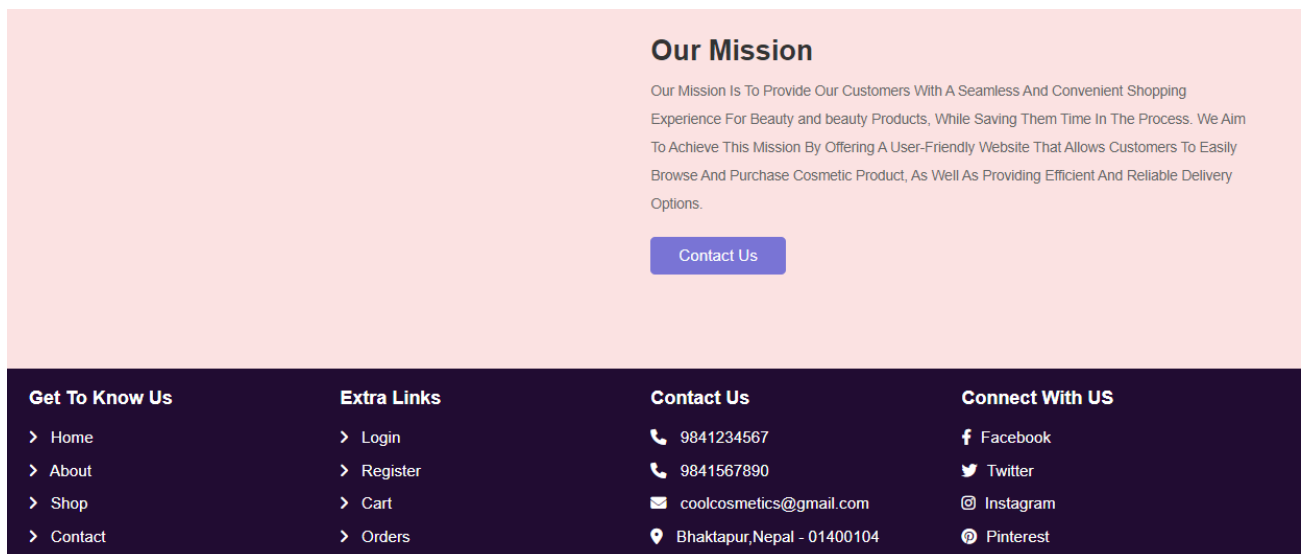 Our Mission
Our Mission Is To Provide Our Customers With A Seamless And Convenient Shopping
Experience For Beauty and beauty Products, While Saving Them Time In The Process. We Aim
To Achieve This Mission By Offering A User-Friendly Website That Allows Customers To Easily
Browse And Purchase Cosmetic Product, As Well As Providing Efficient And Reliable Delivery
Options.
Contact Us
Get To Know Us
Home
About
Shop
Contact
Extra Links
Login
Register
Cart
Orders
Contact Us
9841234567
9841567890
coolcosmetics@gmail.com
Bhaktapur,Nepal - 01400104
Connect With US
Facebook
Twitter
Instagram
Pinterest